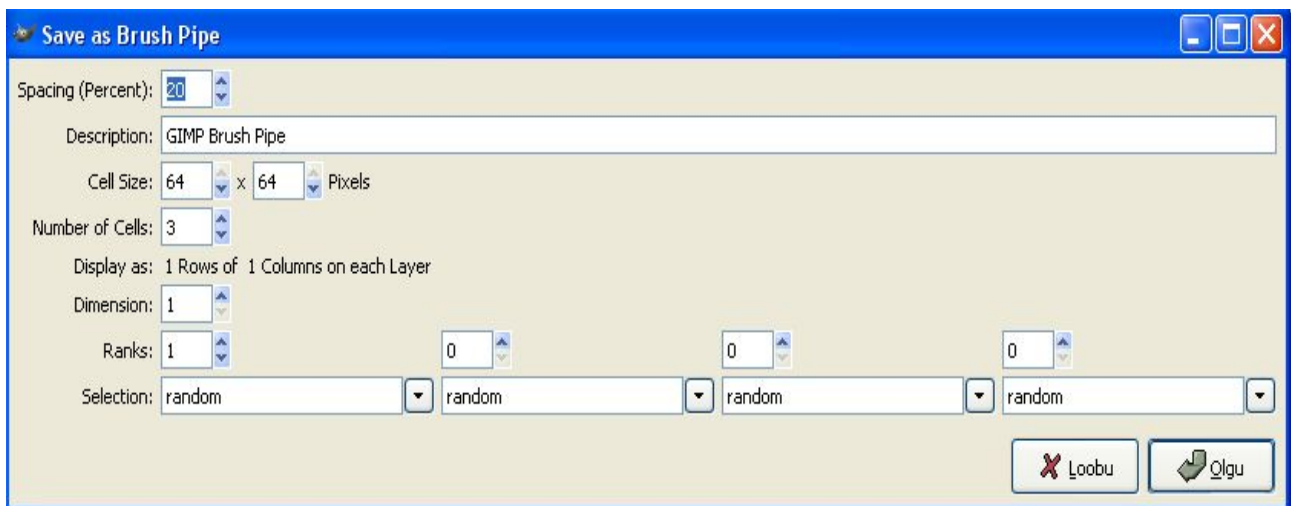 Save as Brush Pipe
Spacing (Percent): 20
Description: GIMP Brush Pipe
Cell Size: 64 x 64 Pixels
Number of Cells: 3
Display as: 1 Rows of 1 Columns on each Layer
Dimension: 1
Ranks: 1 0 0 0
Selection: random random random random
Loobu Olgu